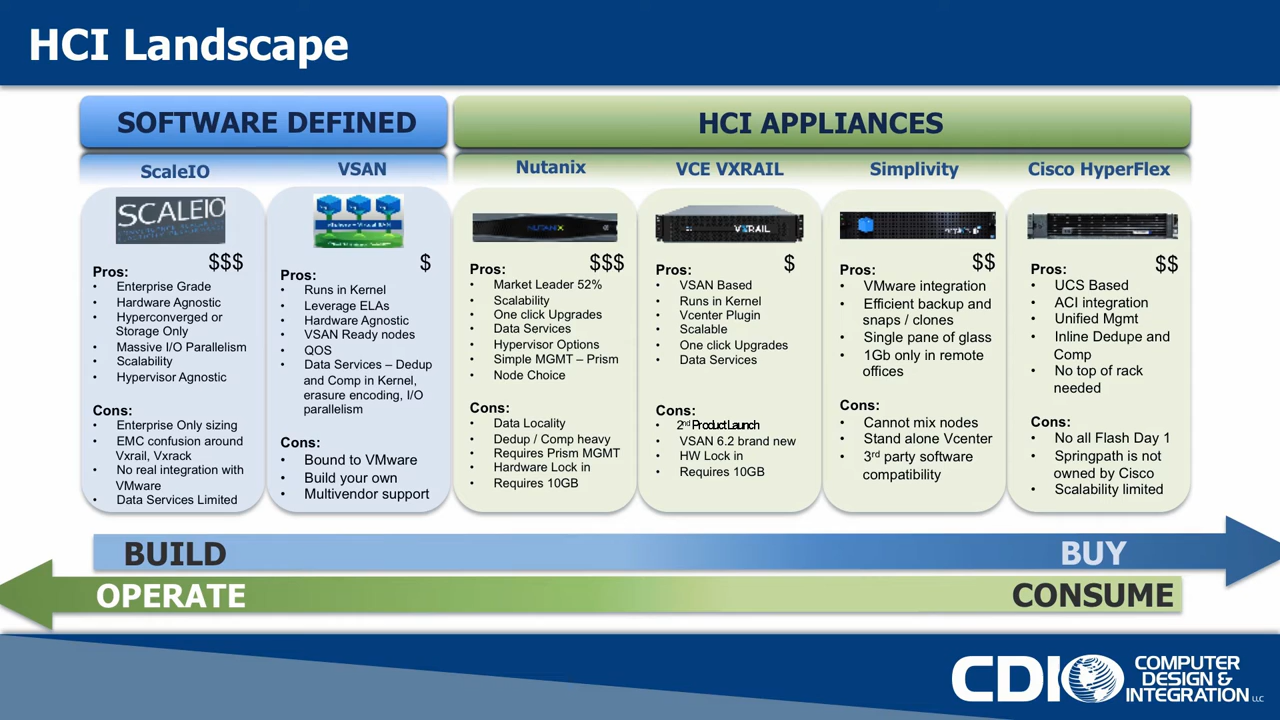 HCI Landscape
SOFTWARE DEFINED
HCI APPLIANCES
ScaleIO
VSAN
Nutanix
VCE VXRAIL
Simplivity
Cisco HyperFlex
SCALEIO
$$$
Pros:
• Enterprise Grade
• Hardware Agnostic
• Hyperconverged or
Storage Only
• Massive I/O Parallelism
• Scalability
• Hypervisor Agnostic
Cons:
• Enterprise Only sizing
• EMC confusion around
Vxrail, Vxrack
• No real integration with
VMware
• Data Services Limited
$
Pros:
• Runs in Kernel
• Leverage ELAs
• Hardware Agnostic
• VSAN Ready nodes
• QOS
• Data Services – Dedup
and Comp in Kernel,
erasure encoding, I/O
parallelism
Cons:
• Bound to VMware
• Build your own
• Multivendor support
NUTANIX
$$$
Pros:
• Market Leader 52%
• Scalability
• One click Upgrades
• Data Services
• Hypervisor Options
• Simple MGMT – Prism
• Node Choice
Cons:
• Data Locality
• Dedup / Comp heavy
• Requires Prism MGMT
• Hardware Lock in
• Requires 10GB
VXRAIL
$
Pros:
• VSAN Based
• Runs in Kernel
• Vcenter Plugin
• Scalable
• One click Upgrades
• Data Services
Cons:
• 2nd Product Launch
• VSAN 6.2 brand new
• HW Lock in
• Requires 10GB
$$
Pros:
• VMware integration
• Efficient backup and
snaps / clones
• Single pane of glass
• 1Gb only in remote
offices
Cons:
• Cannot mix nodes
• Stand alone Vcenter
• 3rd party software
compatibility
$$
Pros:
• UCS Based
• ACI integration
• Unified Mgmt
• Inline Dedupe and
Comp
• No top of rack
needed
Cons:
• No all Flash Day 1
• Springpath is not
owned by Cisco
• Scalability limited
BUILD
BUY
OPERATE
CONSUME
CDI
COMPUTER
DESIGN &
INTEGRATION LLC